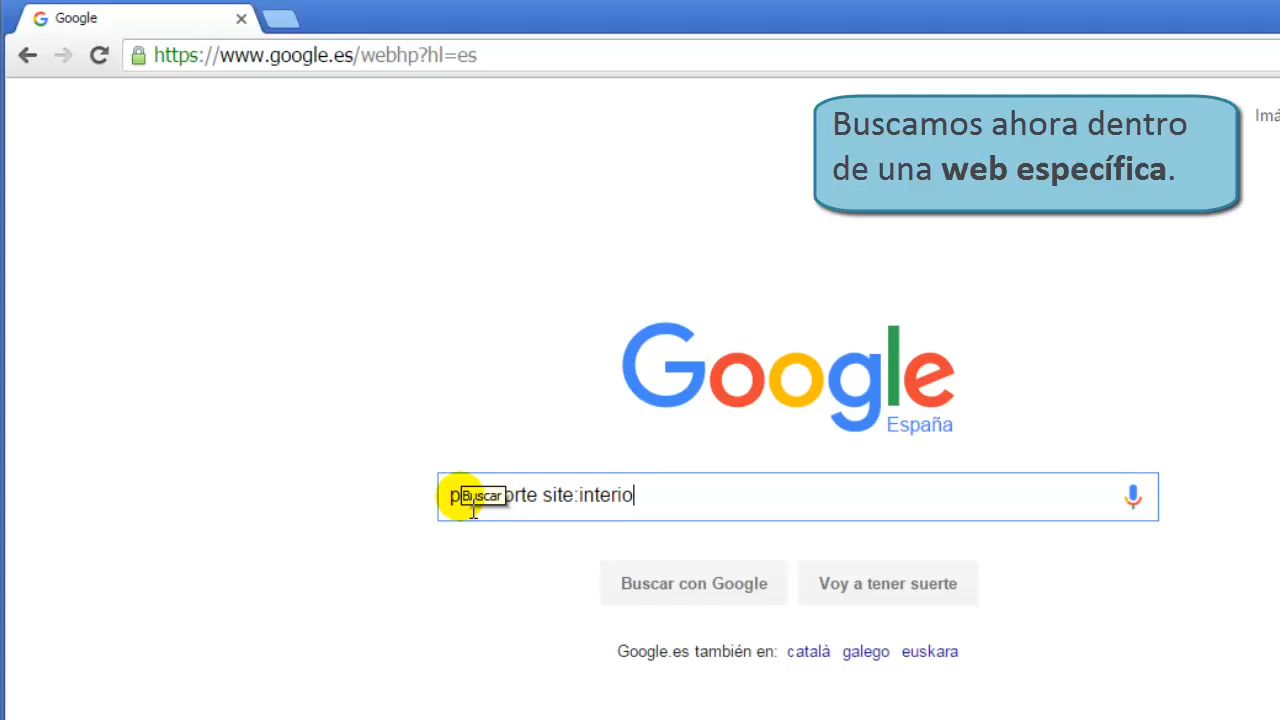 Google
https://www.google.es/webhp?hl=es
Buscamos ahora dentro
de una web específica.
Imá
Google
España
p Buscar orte site:interio
Buscar con Google
Voy a tener suerte
Google.es también en: català galego euskara